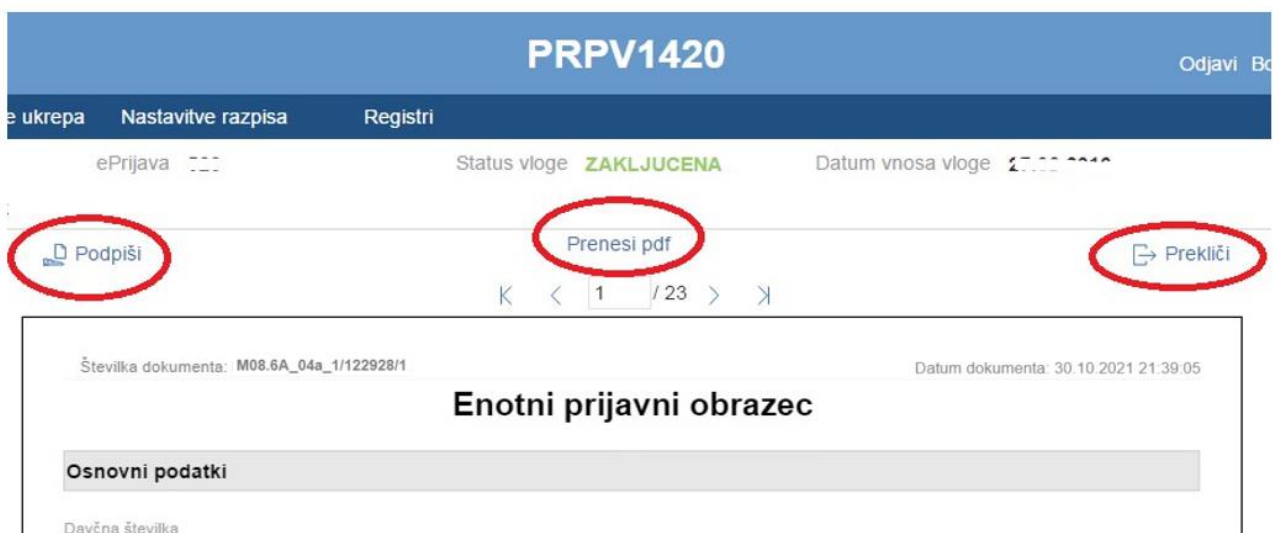 PRPV1420
Odjavi Bo
e ukrepa Nastavitve razpisa Registri
ePrijava Status vloge ZAKLJUCENA Datum vnosa vloge
Podpiši Prenesi pdf Prekliči
1 / 23
Številka dokumenta: M08.6A_04a_1/122928/1 Datum dokumenta: 30.10.2021 21:39:05
Enotni prijavni obrazec
Osnovni podatki
Davčna številka